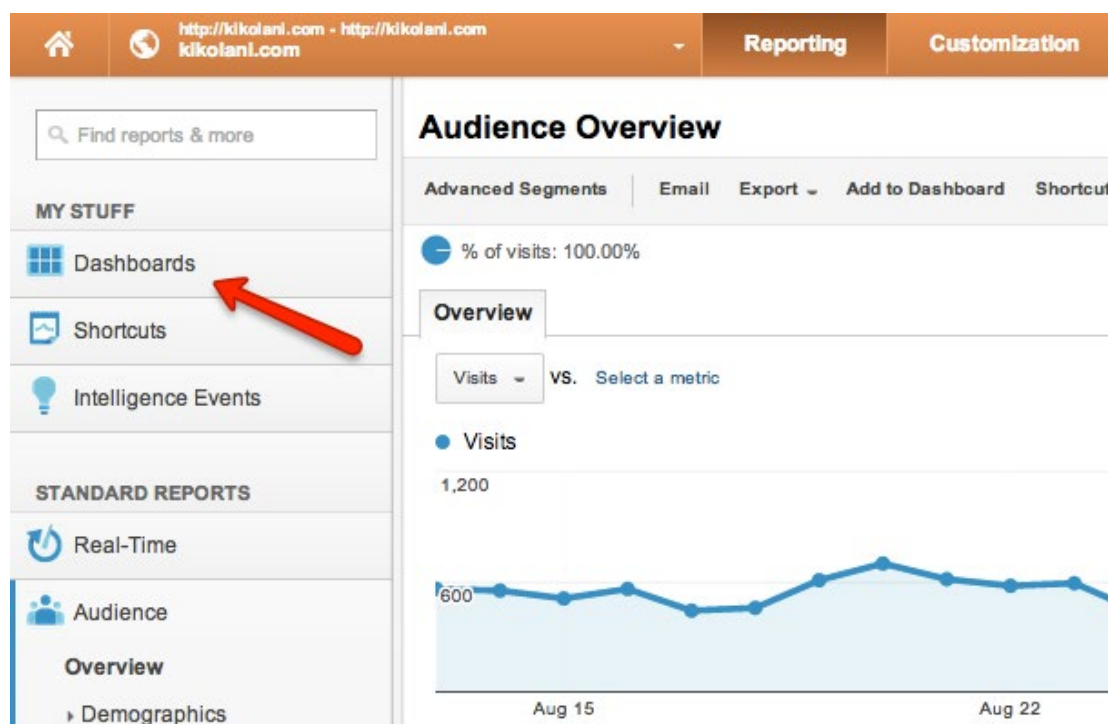 http://kikolani.com - http://kikolani.com
kikolani.com
Reporting
Customization
Find reports & more
MY STUFF
Dashboards
Shortcuts
Intelligence Events
STANDARD REPORTS
Real-Time
Audience
Overview
Demographics
Audience Overview
Advanced Segments Email Export Add to Dashboard Shortcut
% of visits: 100.00%
Overview
Visits VS. Select a metric
Visits
1,200
600
Aug 15 Aug 22